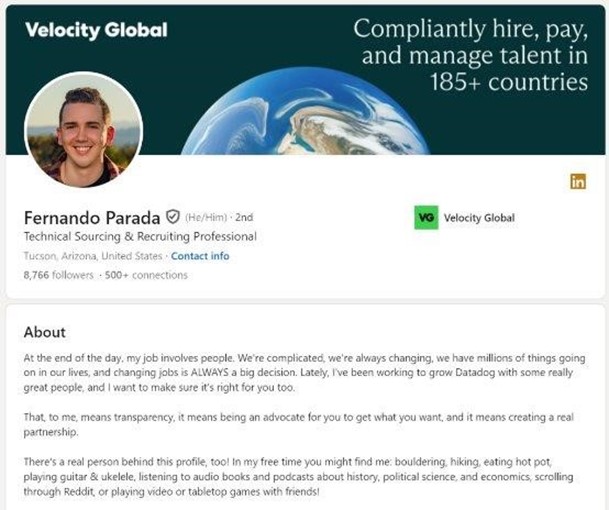 Velocity Global
Compliantly hire, pay,
and manage talent in
185+ countries
in
Fernando Parada (He/Him) · 2nd
VG Velocity Global
Technical Sourcing & Recruiting Professional
Tucson, Arizona, United States · Contact info
8,766 followers · 500+ connections
About
At the end of the day, my job involves people. We're complicated, we're always changing, we have millions of things going
on in our lives, and changing jobs is ALWAYS a big decision. Lately, I've been working to grow Datadog with some really
great people, and I want to make sure it's right for you too.
That, to me, means transparency, it means being an advocate for you to get what you want, and it means creating a real
partnership.
There's a real person behind this profile, too! In my free time you might find me: bouldering, hiking, eating hot pot,
playing guitar & ukelele, listening to audio books and podcasts about history, political science, and economics, scrolling
through Reddit, or playing video or tabletop games with friends!